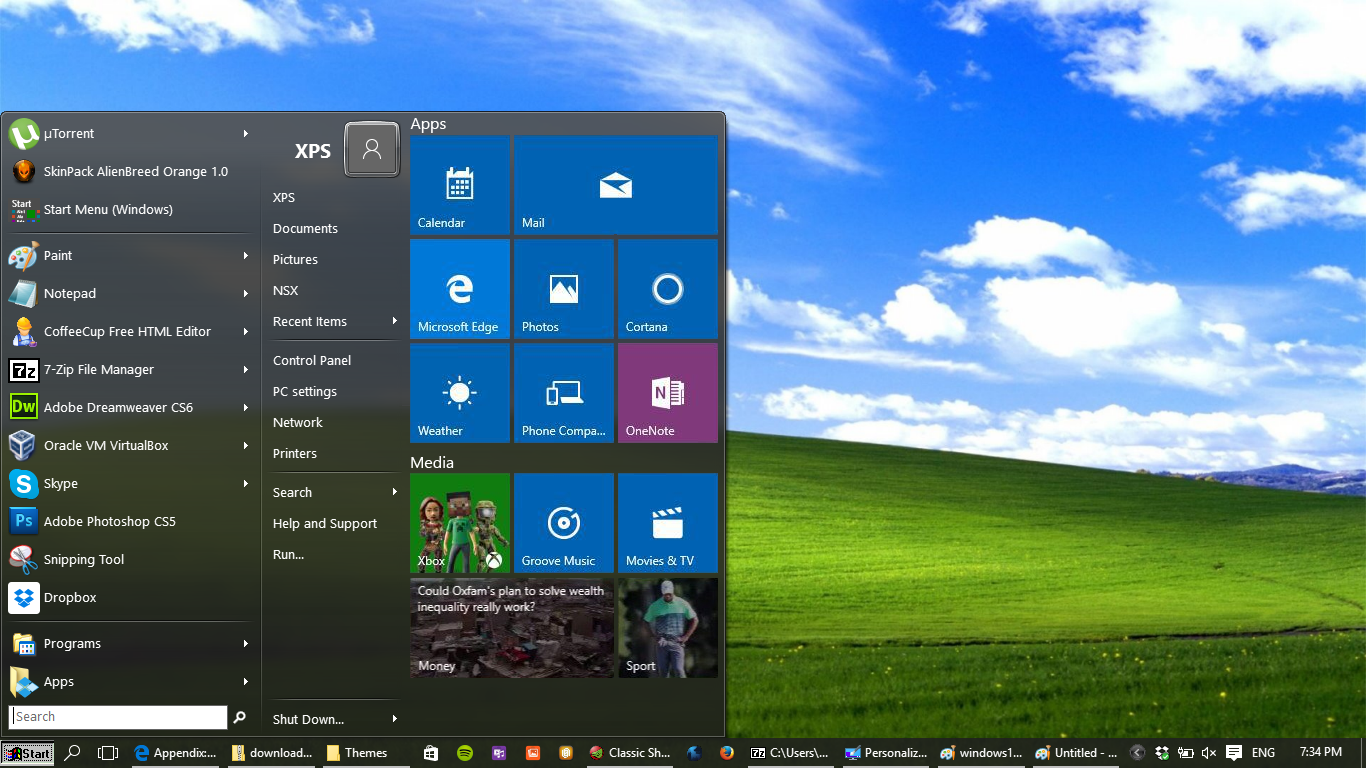 µTorrent
SkinPack AlienBreed Orange 1.0
Start
Start Menu (Windows)
Paint
Notepad
CoffeeCup Free HTML Editor
7z
7-Zip File Manager
Dw
Adobe Dreamweaver CS6
Oracle VM VirtualBox
S
Skype
Ps
Adobe Photoshop CS5
Snipping Tool
Dropbox
Programs
Apps
Search
XPS
XPS
Documents
Pictures
NSX
Recent Items
Control Panel
PC settings
Network
Printers
Search
Help and Support
Run...
Shut Down...
Apps
Calendar
Mail
Microsoft Edge
Photos
Cortana
Weather
Phone Compa...
N
OneNote
Media
Xbox
Groove Music
Movies & TV
Could Oxfam's plan to solve wealth
inequality really work?
Money
Sport
Start
Appendix:...
download...
Themes
Classic Sh...
7z
C:\Users\...
Personaliz...
windows1...
Untitled - ...
ENG
7:34 PM